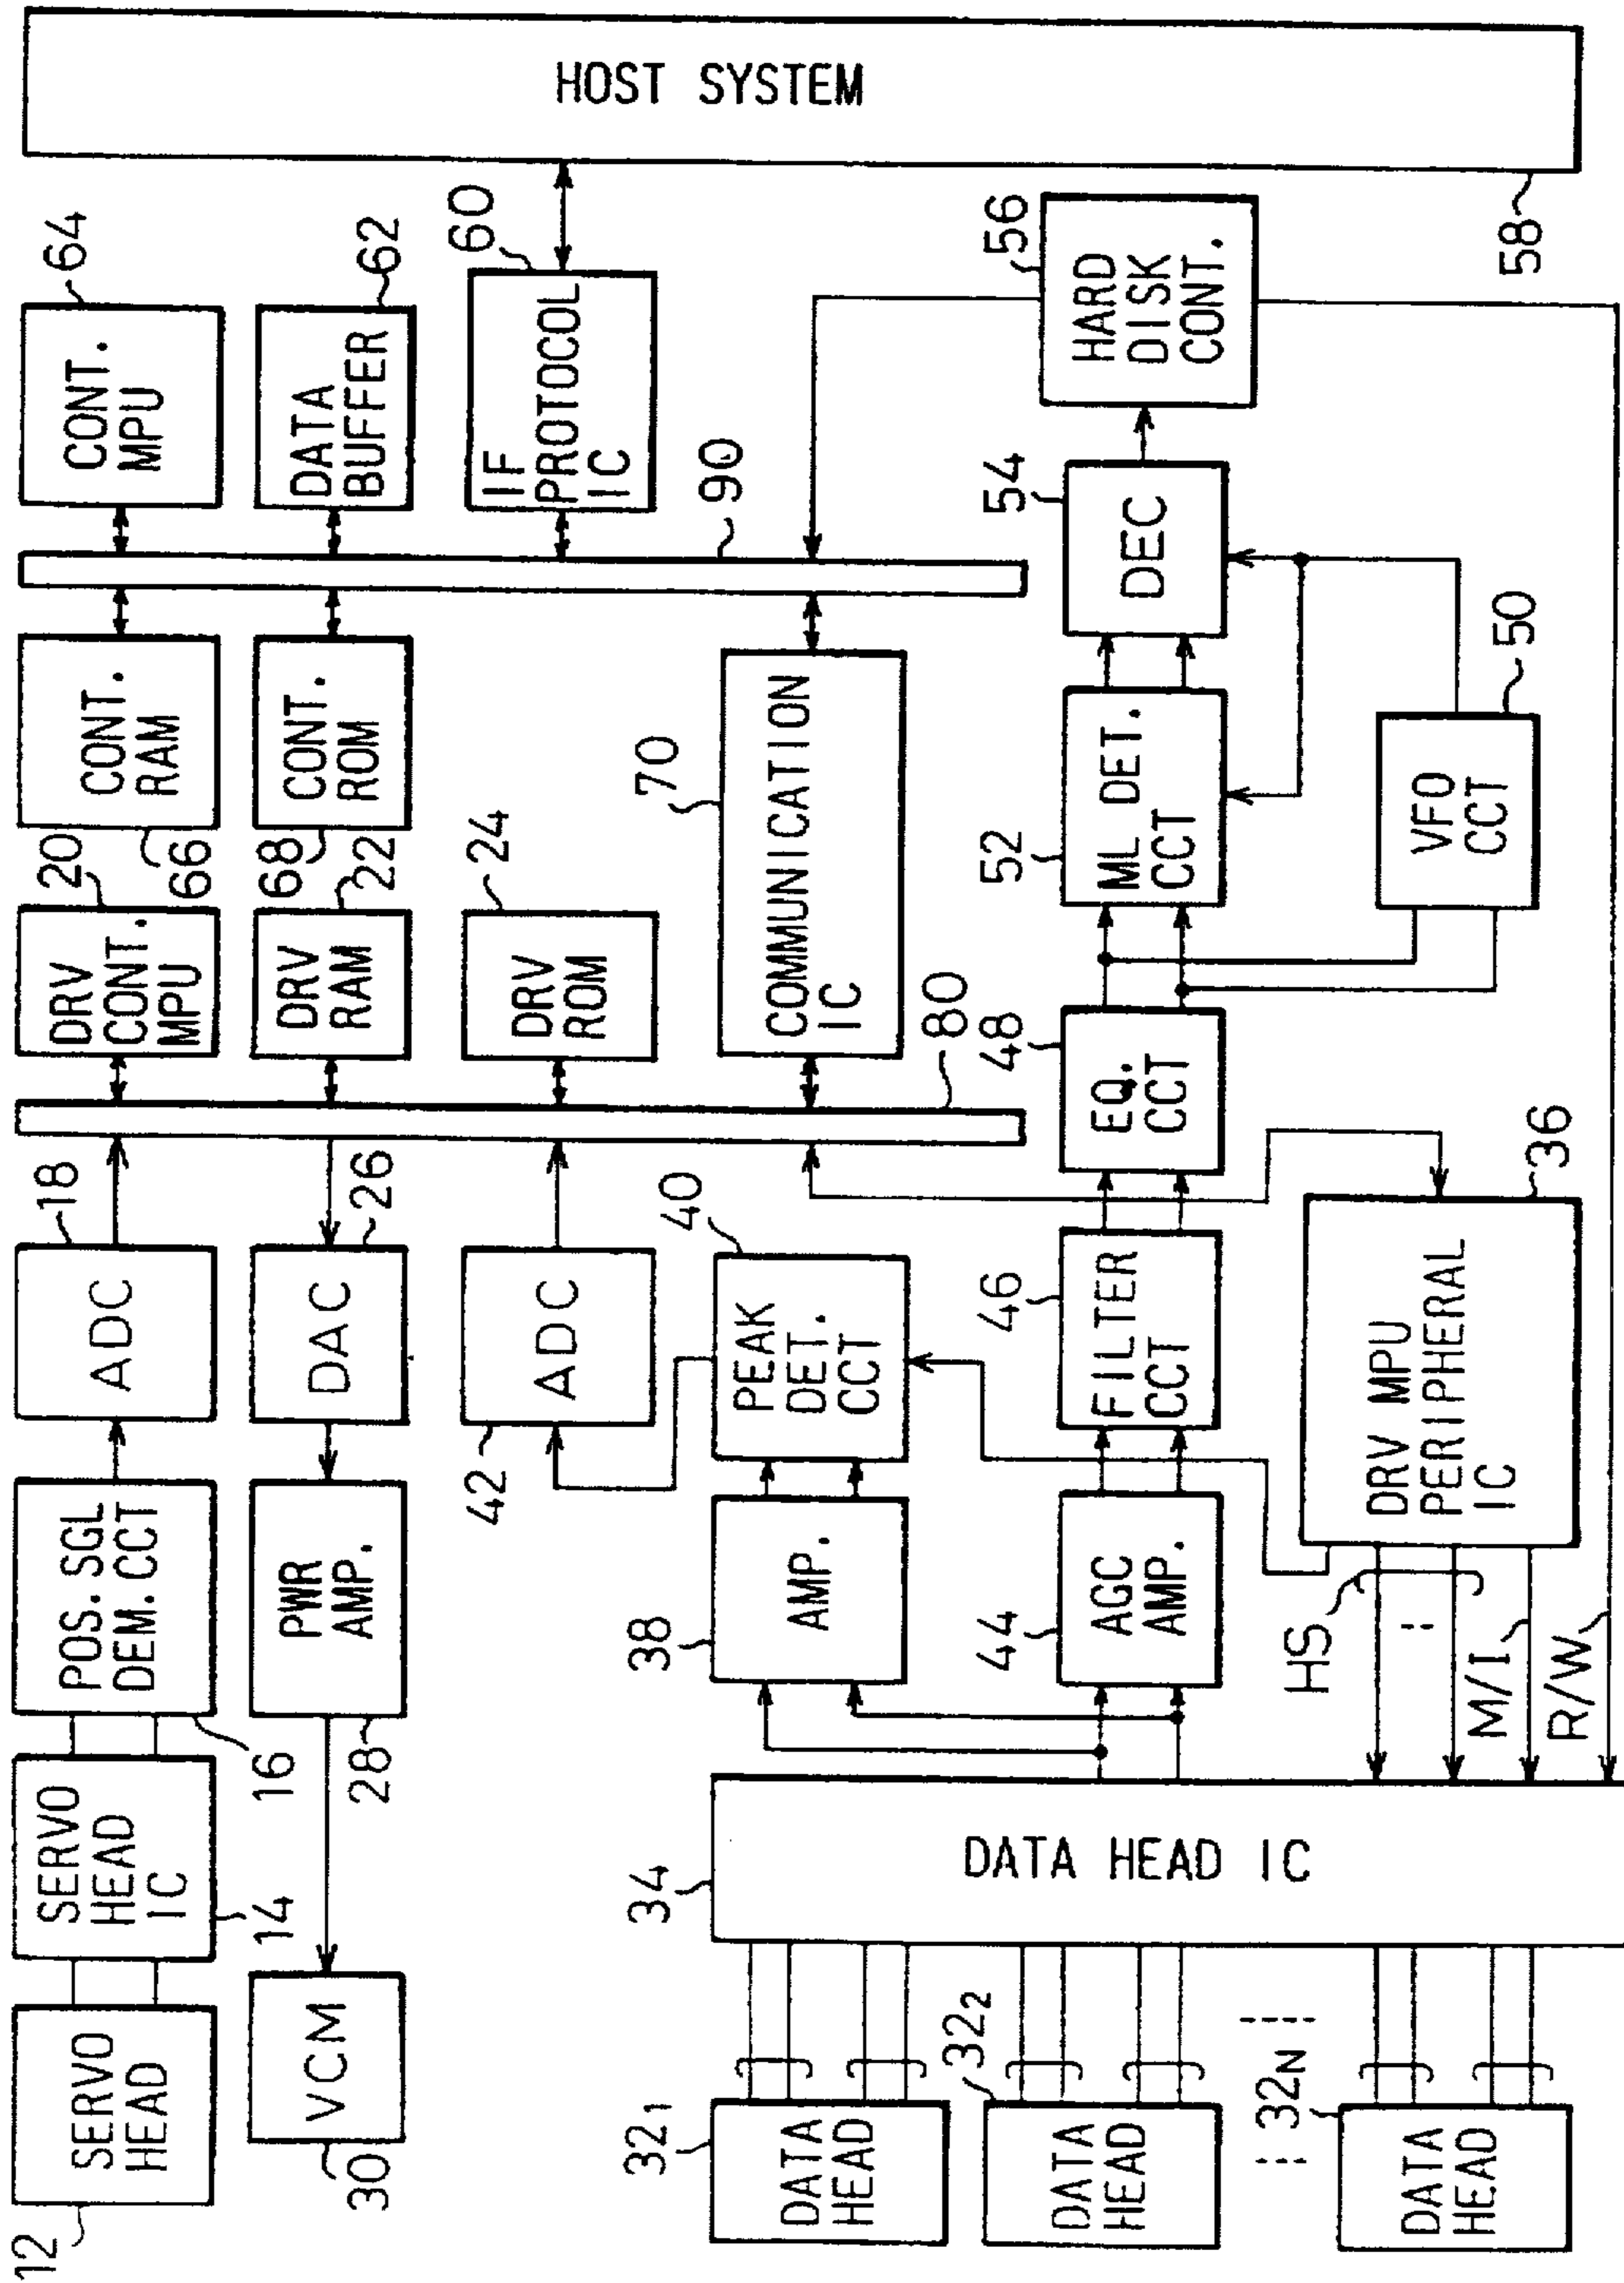 12
SERVO
HEAD
SERVO
HEAD
IC
14
POS.SGL
DEM.CCT
16
ADC
18
DRV
CONT.
MPU
20
CONT.
RAM
66
CONT.
MPU
64
VCM
30
PWR
AMP.
28
DAC
26
DRV
RAM
22
CONT.
ROM
68
DATA
BUFFER
62
ADC
42
DRV
ROM
24
IF
PROTOCOL
IC
60
HOST SYSTEM
58
AMP.
38
PEAK
DET.
CCT
40
COMMUNICATION
IC
70
80
90
DATA
HEAD
32₁
DATA
HEAD
32₂
DATA
HEAD
32N
DATA HEAD IC
34
AGC
AMP.
44
FILTER
CCT
46
EQ.
CCT
48
ML DET.
CCT
52
DEC
54
HARD
DISK
CONT.
56
VFO
CCT
50
DRV MPU
PERIPHERAL
IC
36
HS
M/I
R/W